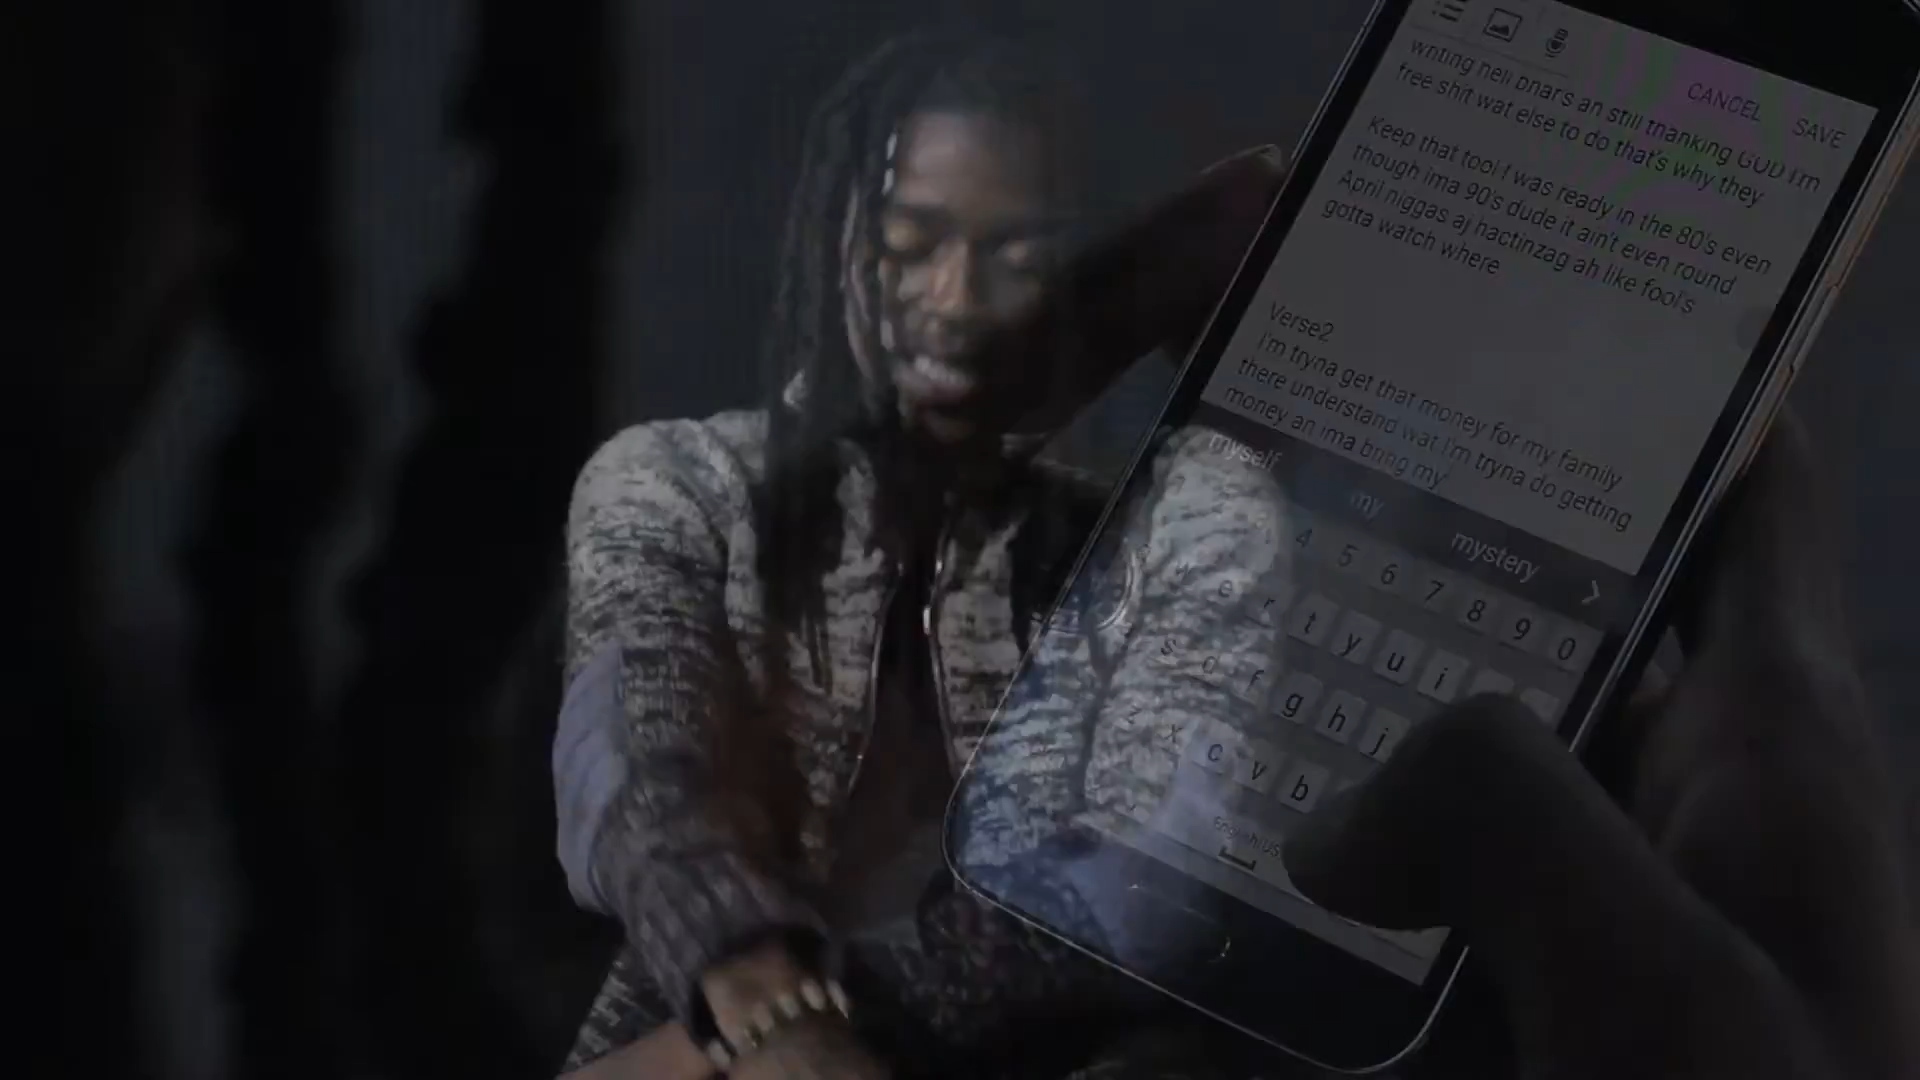 CANCEL SAVE
writing hell bhars an still thanking GOD I'm
free shit wat else to do that's why they
Keep that tool I was ready in the 80's even
though ima 90's dude it ain't even round
April niggas aj hactinzag ah like fool's
gotta watch where
Verse2
I'm tryna get that money for my family
there understand wat I'm tryna do getting
money an ima bring my
myself my mystery
4 5 6 7 8 9 0
w e r t y u i
s d f g h j
z x c v b
English(US)